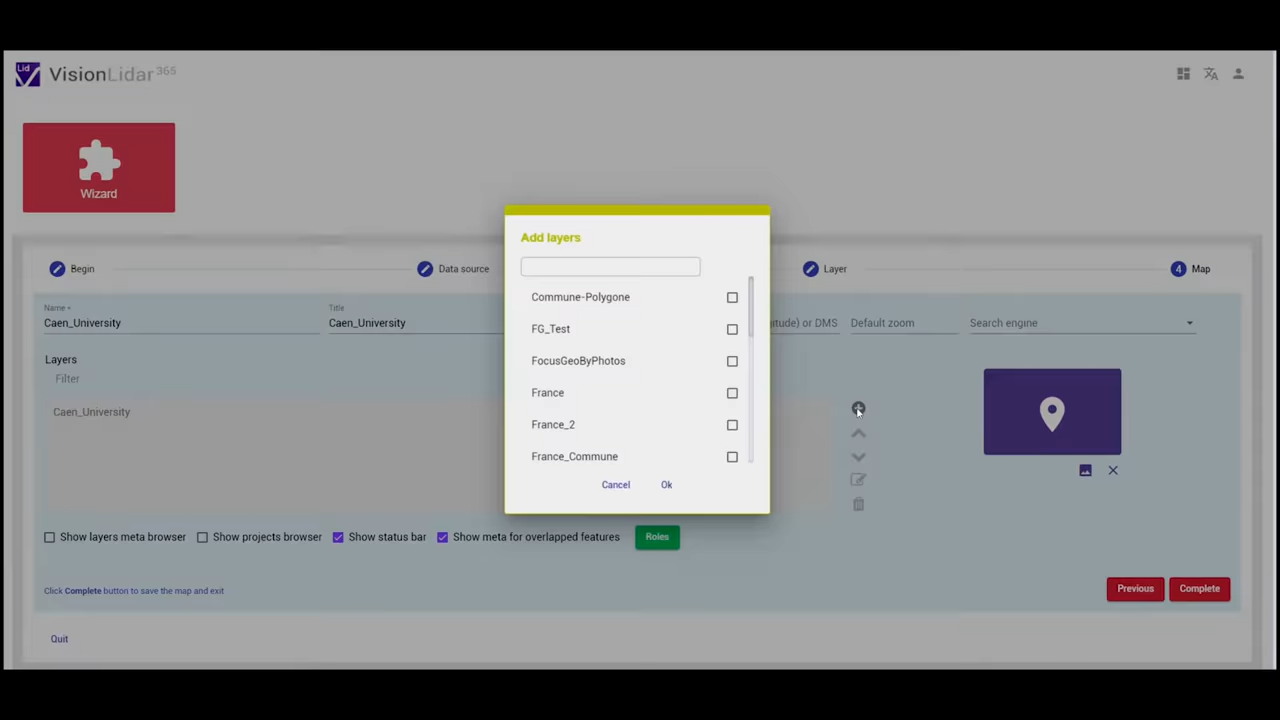 Lid
VisionLidar365
Wizard
Add layers
Begin
Data source
Layer
4 Map
Name *
Title
Caen_University
Caen_University
itude) or DMS
Default zoom
Search engine
Commune-Polygone
FG_Test
FocusGeoByPhotos
France
France_2
France_Commune
Cancel
Ok
Layers
Filter
Caen_University
Show layers meta browser
Show projects browser
Show status bar
Show meta for overlapped features
Roles
Click Complete button to save the map and exit
Previous
Complete
Quit